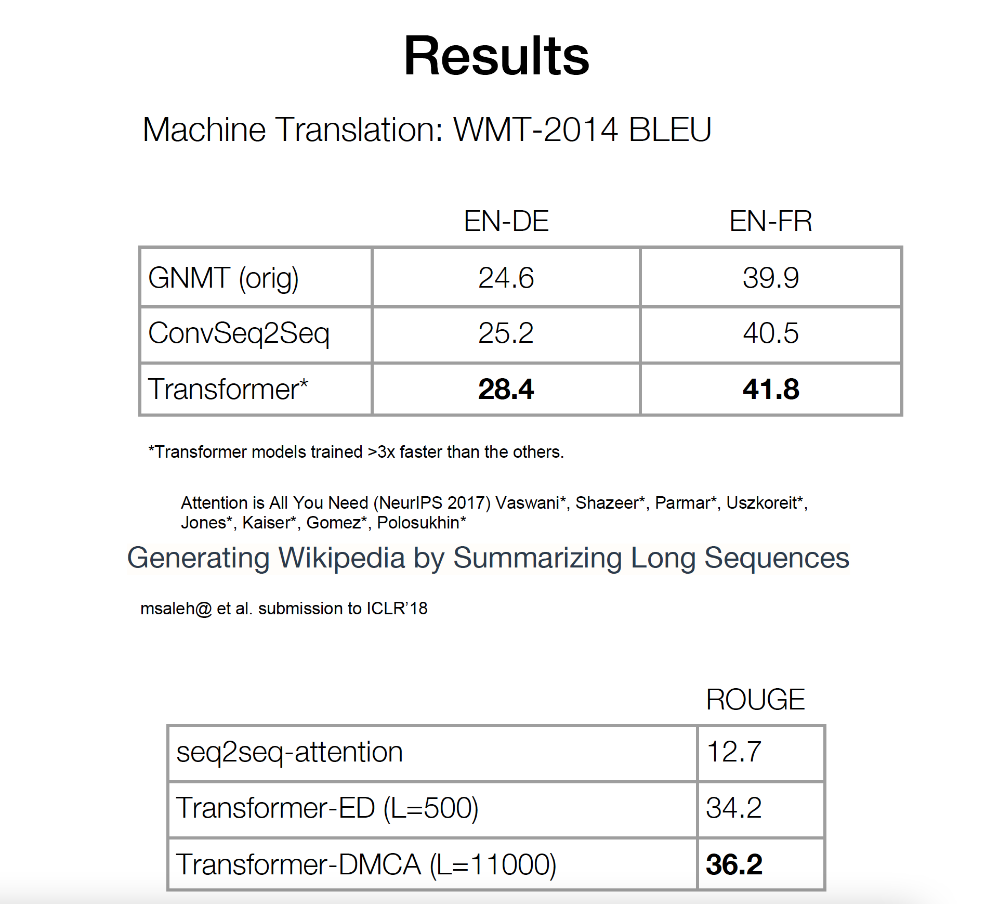 Results
Machine Translation: WMT-2014 BLEU
EN-DE EN-FR
GNMT (orig) 24.6 39.9
ConvSeq2Seq 25.2 40.5
Transformer* 28.4 41.8
*Transformer models trained >3x faster than the others.
Attention is All You Need (NeurIPS 2017) Vaswani*, Shazeer*, Parmar*, Uszkoreit*,
Jones*, Kaiser*, Gomez*, Polosukhin*
Generating Wikipedia by Summarizing Long Sequences
msaleh@ et al. submission to ICLR’18
ROUGE
seq2seq-attention 12.7
Transformer-ED (L=500) 34.2
Transformer-DMCA (L=11000) 36.2